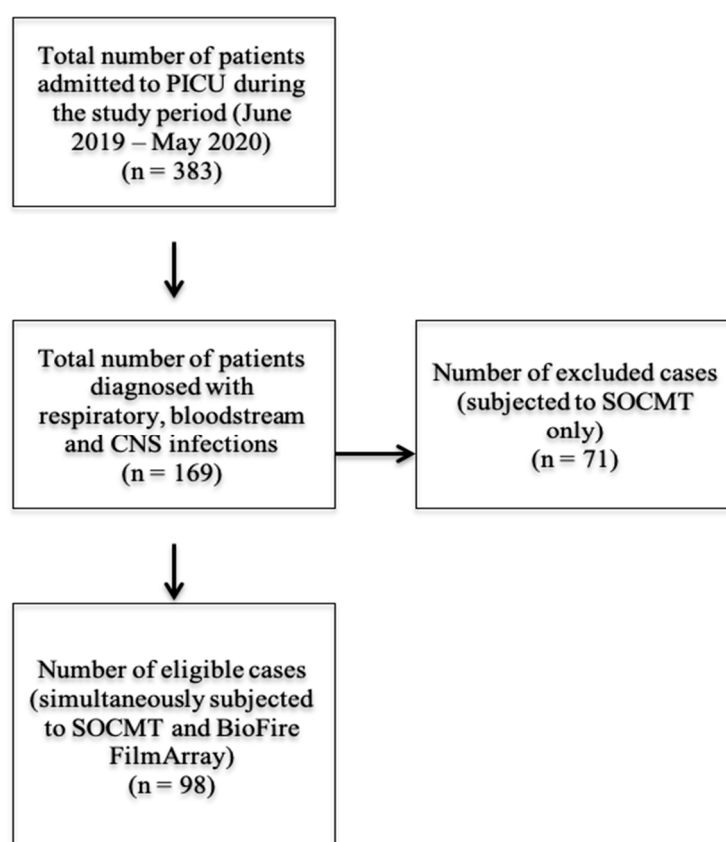 Total number of patients
admitted to PICU during
the study period (June
2019 – May 2020)
(n = 383)
Total number of patients
diagnosed with
respiratory, bloodstream
and CNS infections
(n = 169)
Number of excluded cases
(subjected to SOCMT
only)
(n = 71)
Number of eligible cases
(simultaneously subjected
to SOCMT and BioFire
FilmArray)
(n = 98)